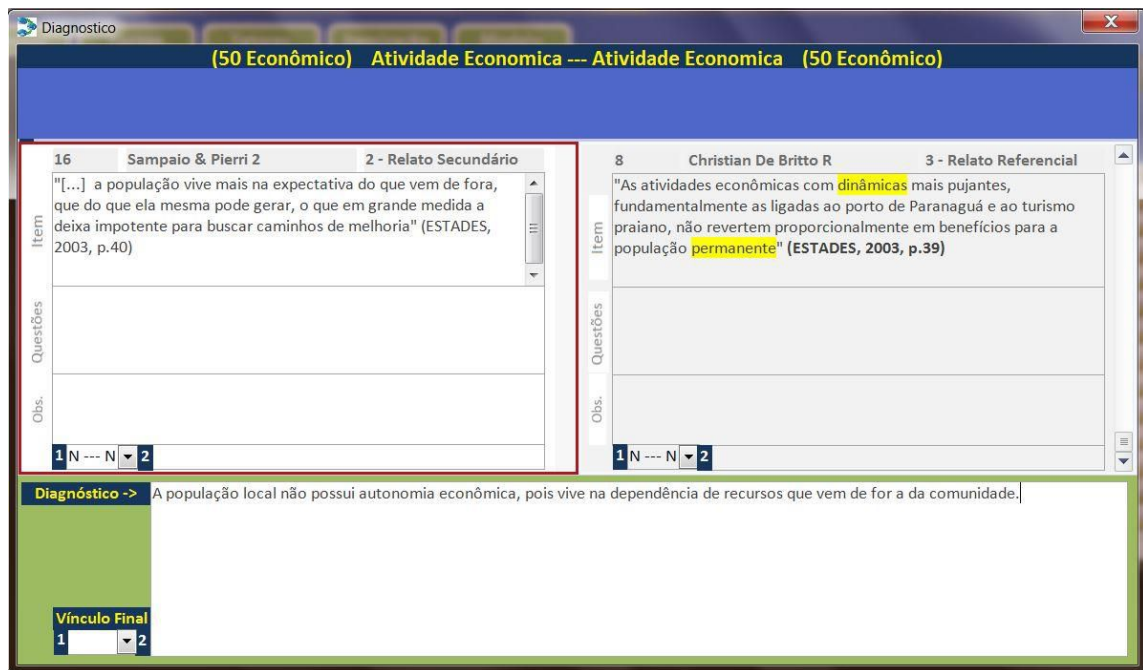 Diagnostico
X
(50 Econômico) Atividade Economica --- Atividade Economica (50 Econômico)
16 Sampaio & Pierri 2 2 - Relato Secundário
Item
"[...] a população vive mais na expectativa do que vem de fora,
que do que ela mesma pode gerar, o que em grande medida a
deixa impotente para buscar caminhos de melhoria" (ESTADES,
2003, p.40)
Questões
Obs.
1 N --- N 2
8 Christian De Britto R 3 - Relato Referencial
Item
"As atividades econômicas com dinâmicas mais pujantes,
fundamentalmente as ligadas ao porto de Paranaguá e ao turismo
praiano, não revertem proporcionalmente em benefícios para a
população permanente" (ESTADES, 2003, p.39)
Questões
Obs.
1 N --- N 2
Diagnóstico -> A população local não possui autonomia econômica, pois vive na dependência de recursos que vem de for a da comunidade.
Vínculo Final
1 2